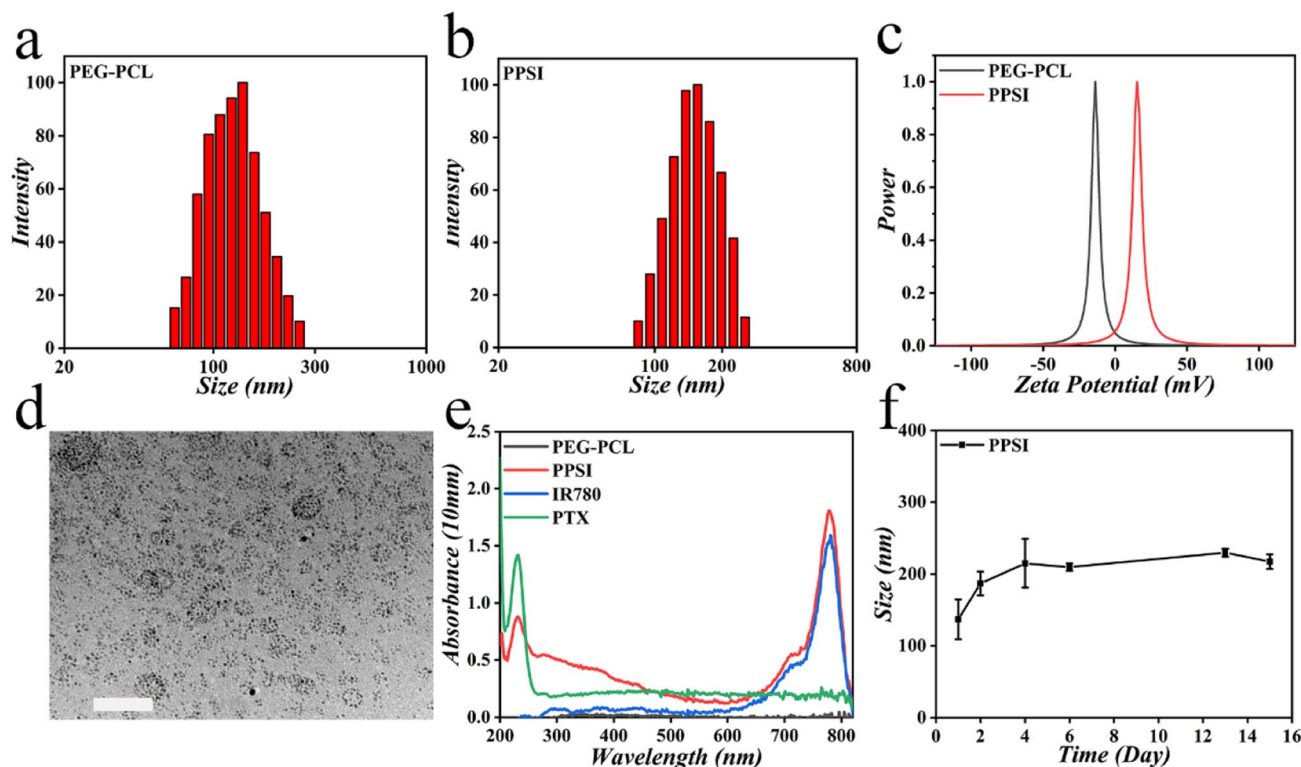 a
PEG-PCL
100
80
60
40
20
0
Intensity
20
100
300
1000
Size (nm)
b
PPSI
100
80
60
40
20
0
Intensity
20
100
200
800
Size (nm)
c
PEG-PCL
PPSI
1.0
0.8
0.6
0.4
0.2
0.0
Power
-100
-50
0
50
100
Zeta Potential (mV)
d
e
PEG-PCL
PPSI
IR780
PTX
2.5
2.0
1.5
1.0
0.5
0.0
Absorbance (10mm)
200
300
400
500
600
700
800
Wavelength (nm)
f
PPSI
400
300
200
100
0
Size (nm)
0
2
4
6
8
10
12
14
16
Time (Day)